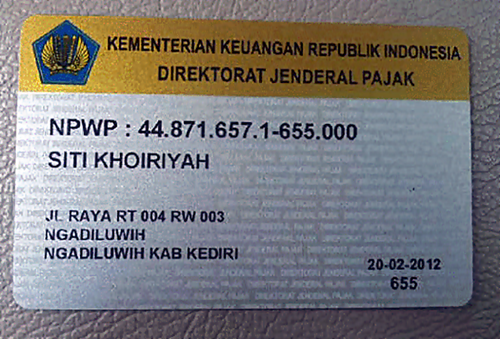 KEMENTERIAN KEUANGAN REPUBLIK INDONESIA
DIREKTORAT JENDERAL PAJAK
NPWP : 44.871.657.1-655.000
SITI KHOIRIYAH
JL RAYA RT 004 RW 003
NGADILUWIH
NGADILUWIH KAB KEDIRI
20-02-2012
655